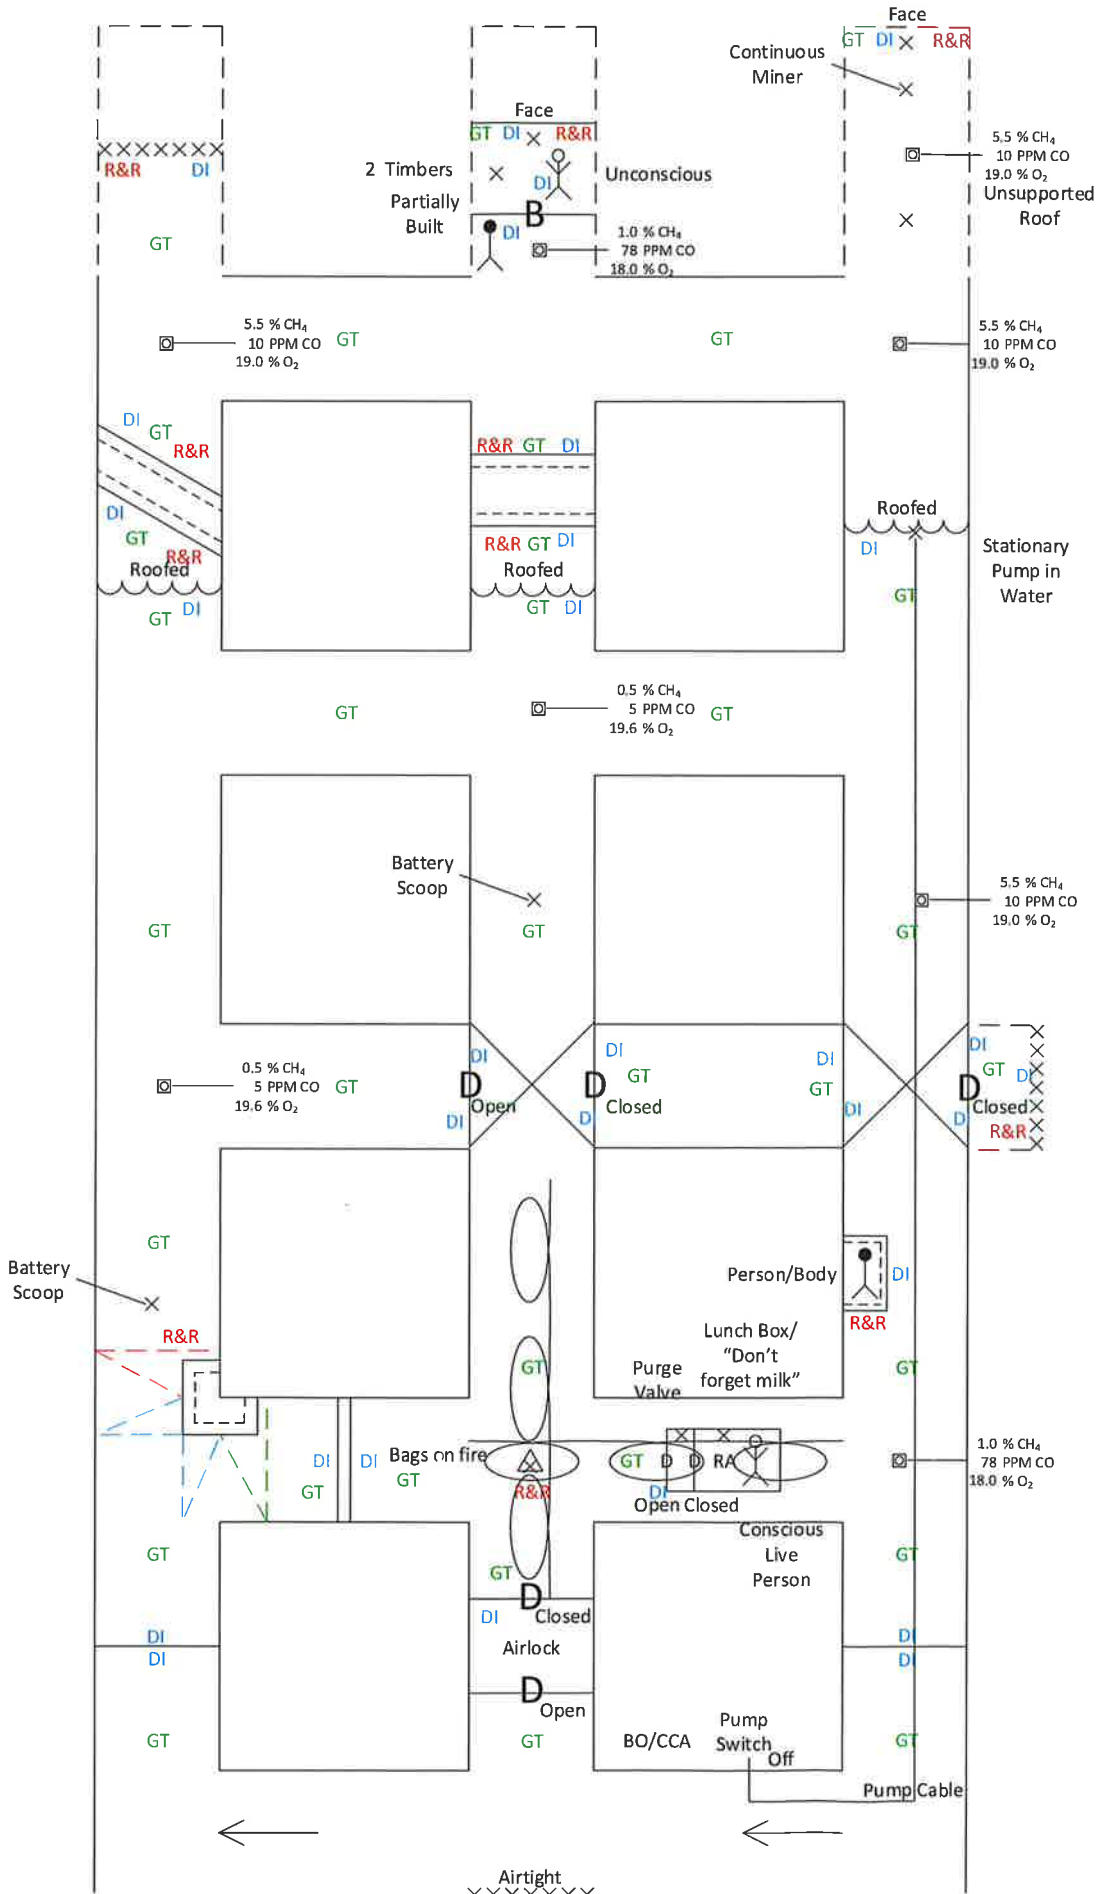 Face
GT DI R&R
Continuous
Miner
Face
GT DI R&R
5.5 % CH₄
10 PPM CO
19.0 % O₂
R&R DI
2 Timbers
DI
Unconscious
Unsupported
Roof
Partially
Built
B
DI
1.0 % CH₄
78 PPM CO
18.0 % O₂
GT
5.5 % CH₄
10 PPM CO
19.0 % O₂
GT
GT
5.5 % CH₄
10 PPM CO
19.0 % O₂
DI
GT
R&R
R&R GT DI
DI
GT
R&R
Roofed
R&R GT DI
Roofed
Roofed
DI
Stationary
Pump in
Water
GT DI
GT DI
GT
GT
0.5 % CH₄
5 PPM CO
19.6 % O₂
GT
Battery
Scoop
5.5 % CH₄
10 PPM CO
19.0 % O₂
GT
GT
GT
0.5 % CH₄
5 PPM CO
19.6 % O₂
GT
DI
D
Open
DI
DI
D
GT
Closed
DI
DI
GT
DI
DI
GT
DI
D
Closed
DI
R&R
GT
Battery
Scoop
R&R
Person/Body
DI
R&R
Lunch Box/
"Don't
forget milk"
Purge
Valve
GT
GT
DI
DI
GT
Bags on fire
GT
R&R
GT
D
D
RA
DI
Open Closed
1.0 % CH₄
78 PPM CO
18.0 % O₂
Conscious
Live
Person
GT
GT
GT
D
Closed
DI
Airlock
DI
DI
DI
DI
D
Open
GT
GT
BO/CCA
Pump
Switch
Off
GT
Pump Cable
Airtight